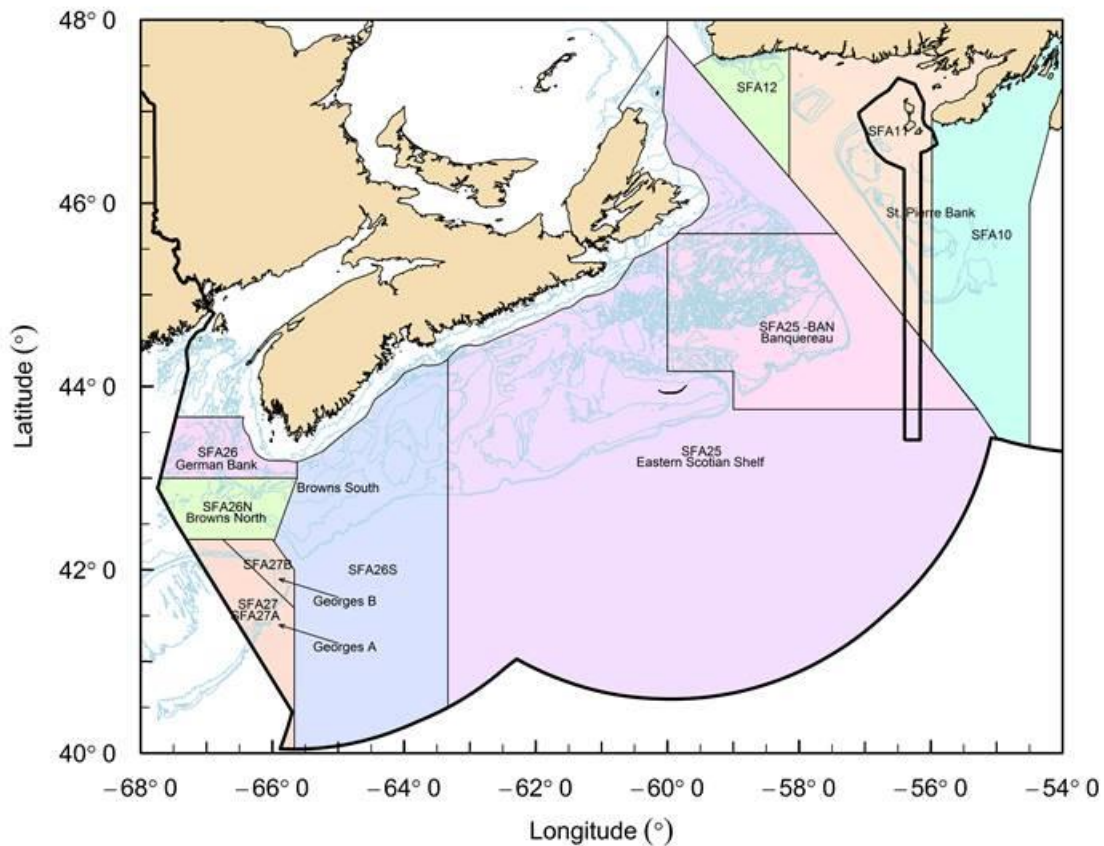 48° 0
46° 0
44° 0
42° 0
40° 0
Latitude (°)
SFA12
SFA11
St. Pierre Bank
SFA10
SFA25 -BAN
Banquereau
SFA25
Eastern Scotian Shelf
SFA26
German Bank
Browns South
SFA26N
Browns North
SFA27B
SFA26S
Georges B
SFA27
SFA27A
Georges A
−68° 0
−66° 0
−64° 0
−62° 0
−60° 0
−58° 0
−56° 0
−54° 0
Longitude (°)